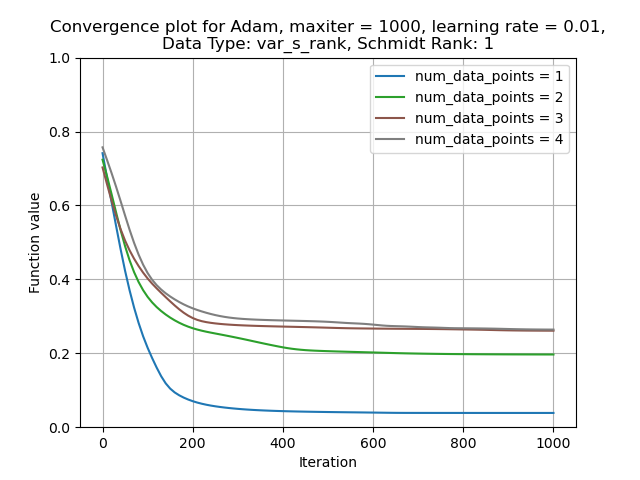 Convergence plot for Adam, maxiter = 1000, learning rate = 0.01,
Data Type: var_s_rank, Schmidt Rank: 1
num_data_points = 1
num_data_points = 2
num_data_points = 3
num_data_points = 4
Function value
1.0
0.8
0.6
0.4
0.2
0.0
0 200 400 600 800 1000
Iteration